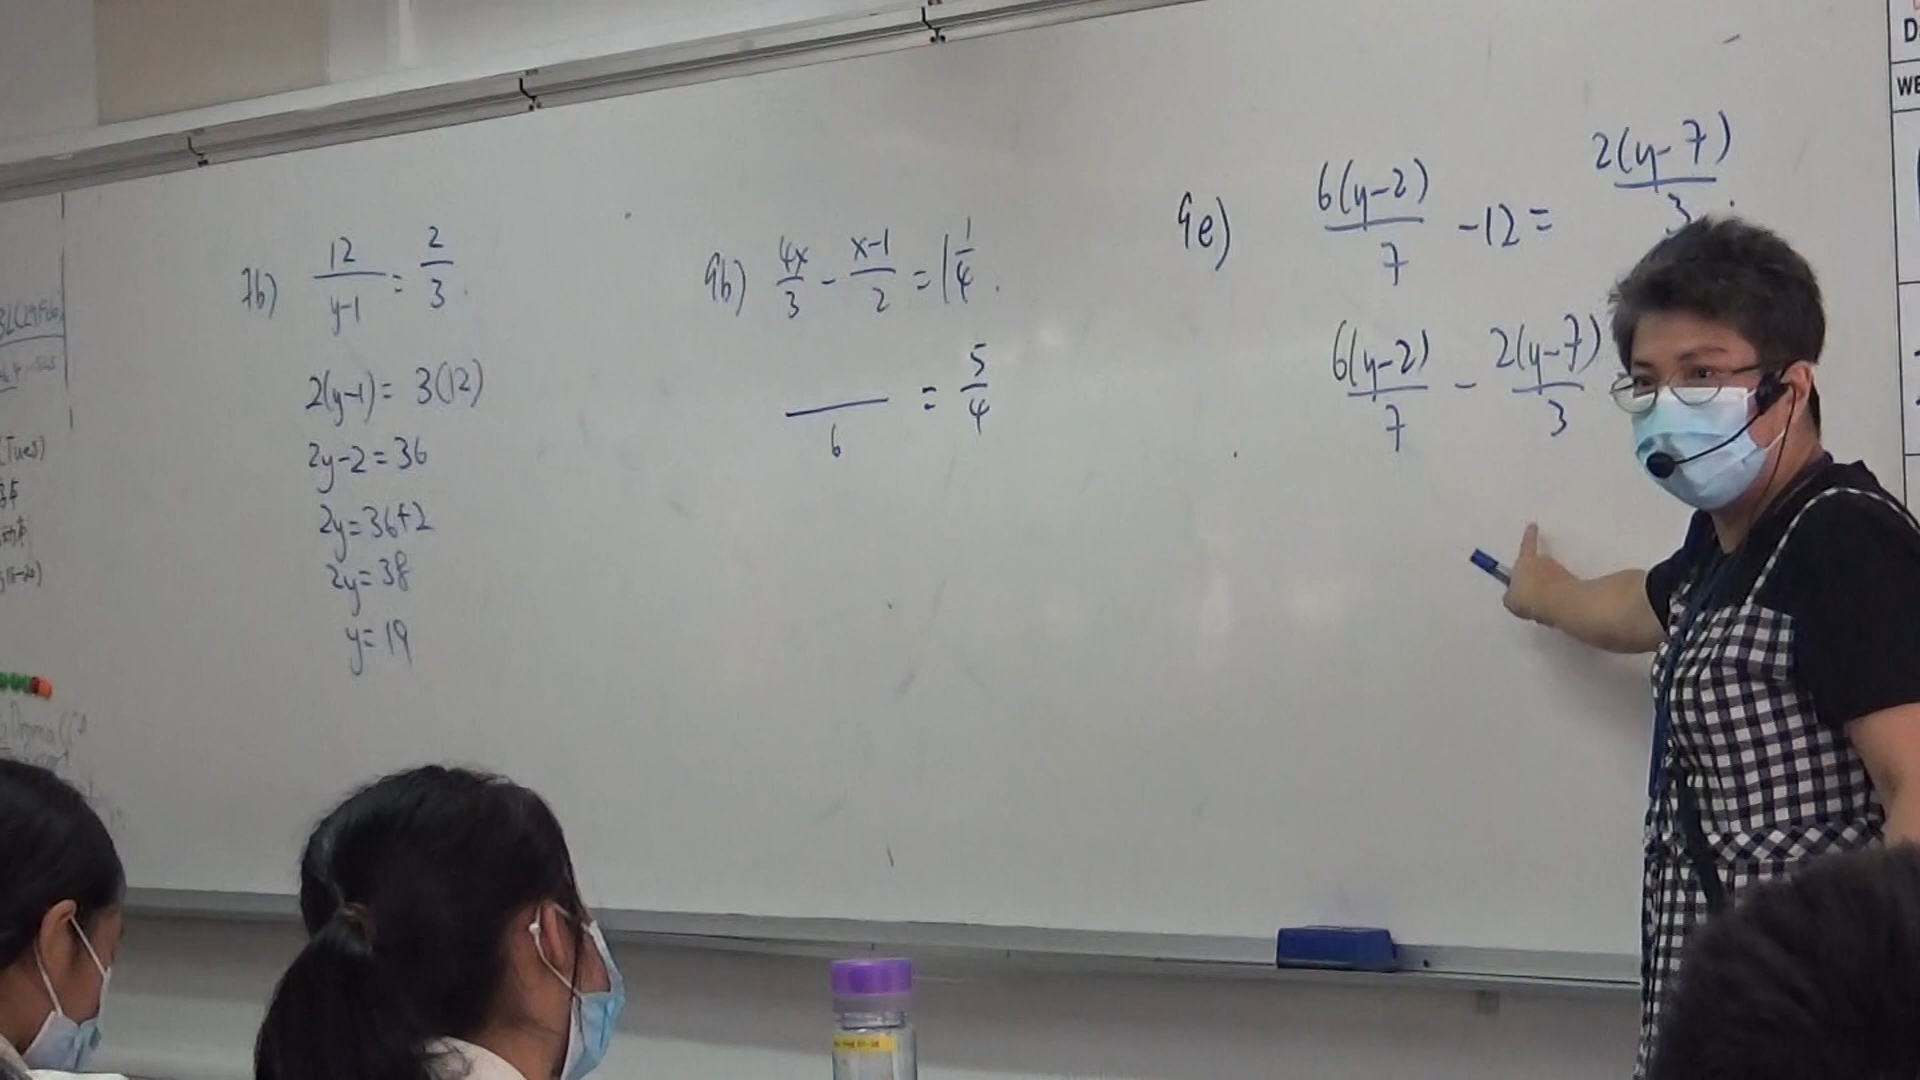 7b) 12/(y-1) = 2/3.
2(y-1) = 3(12)
2y-2=36
2y=36+2
2y=38
y=19
9b) 4x/3 - (x-1)/2 = 1 1/4.
—/6 = 5/4
9e) 6(y-2)/7 -12 = 2(y-7)/3.
6(y-2)/7 - 2(y-7)/3
D
WE
(Tues)